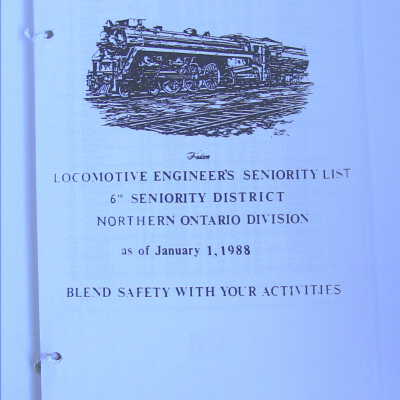 LOCOMOTIVE ENGINEER'S SENIORITY LIST
6TH SENIORITY DISTRICT
NORTHERN ONTARIO DIVISION
as of January 1, 1988
BLEND SAFETY WITH YOUR ACTIVITIES